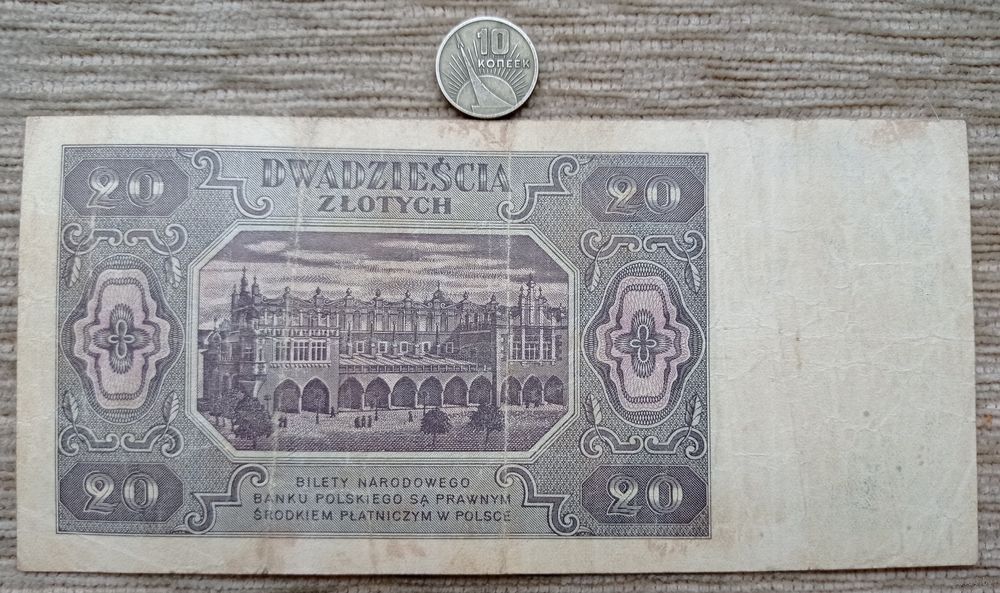 10
КОПЕЕК
20 DWADZIEŚCIA 20
ZŁOTYCH
20 BILETY NARODOWEGO 20
BANKU POLSKIEGO SĄ PRAWNYM
ŚRODKIEM PŁATNICZYM W POLSCE